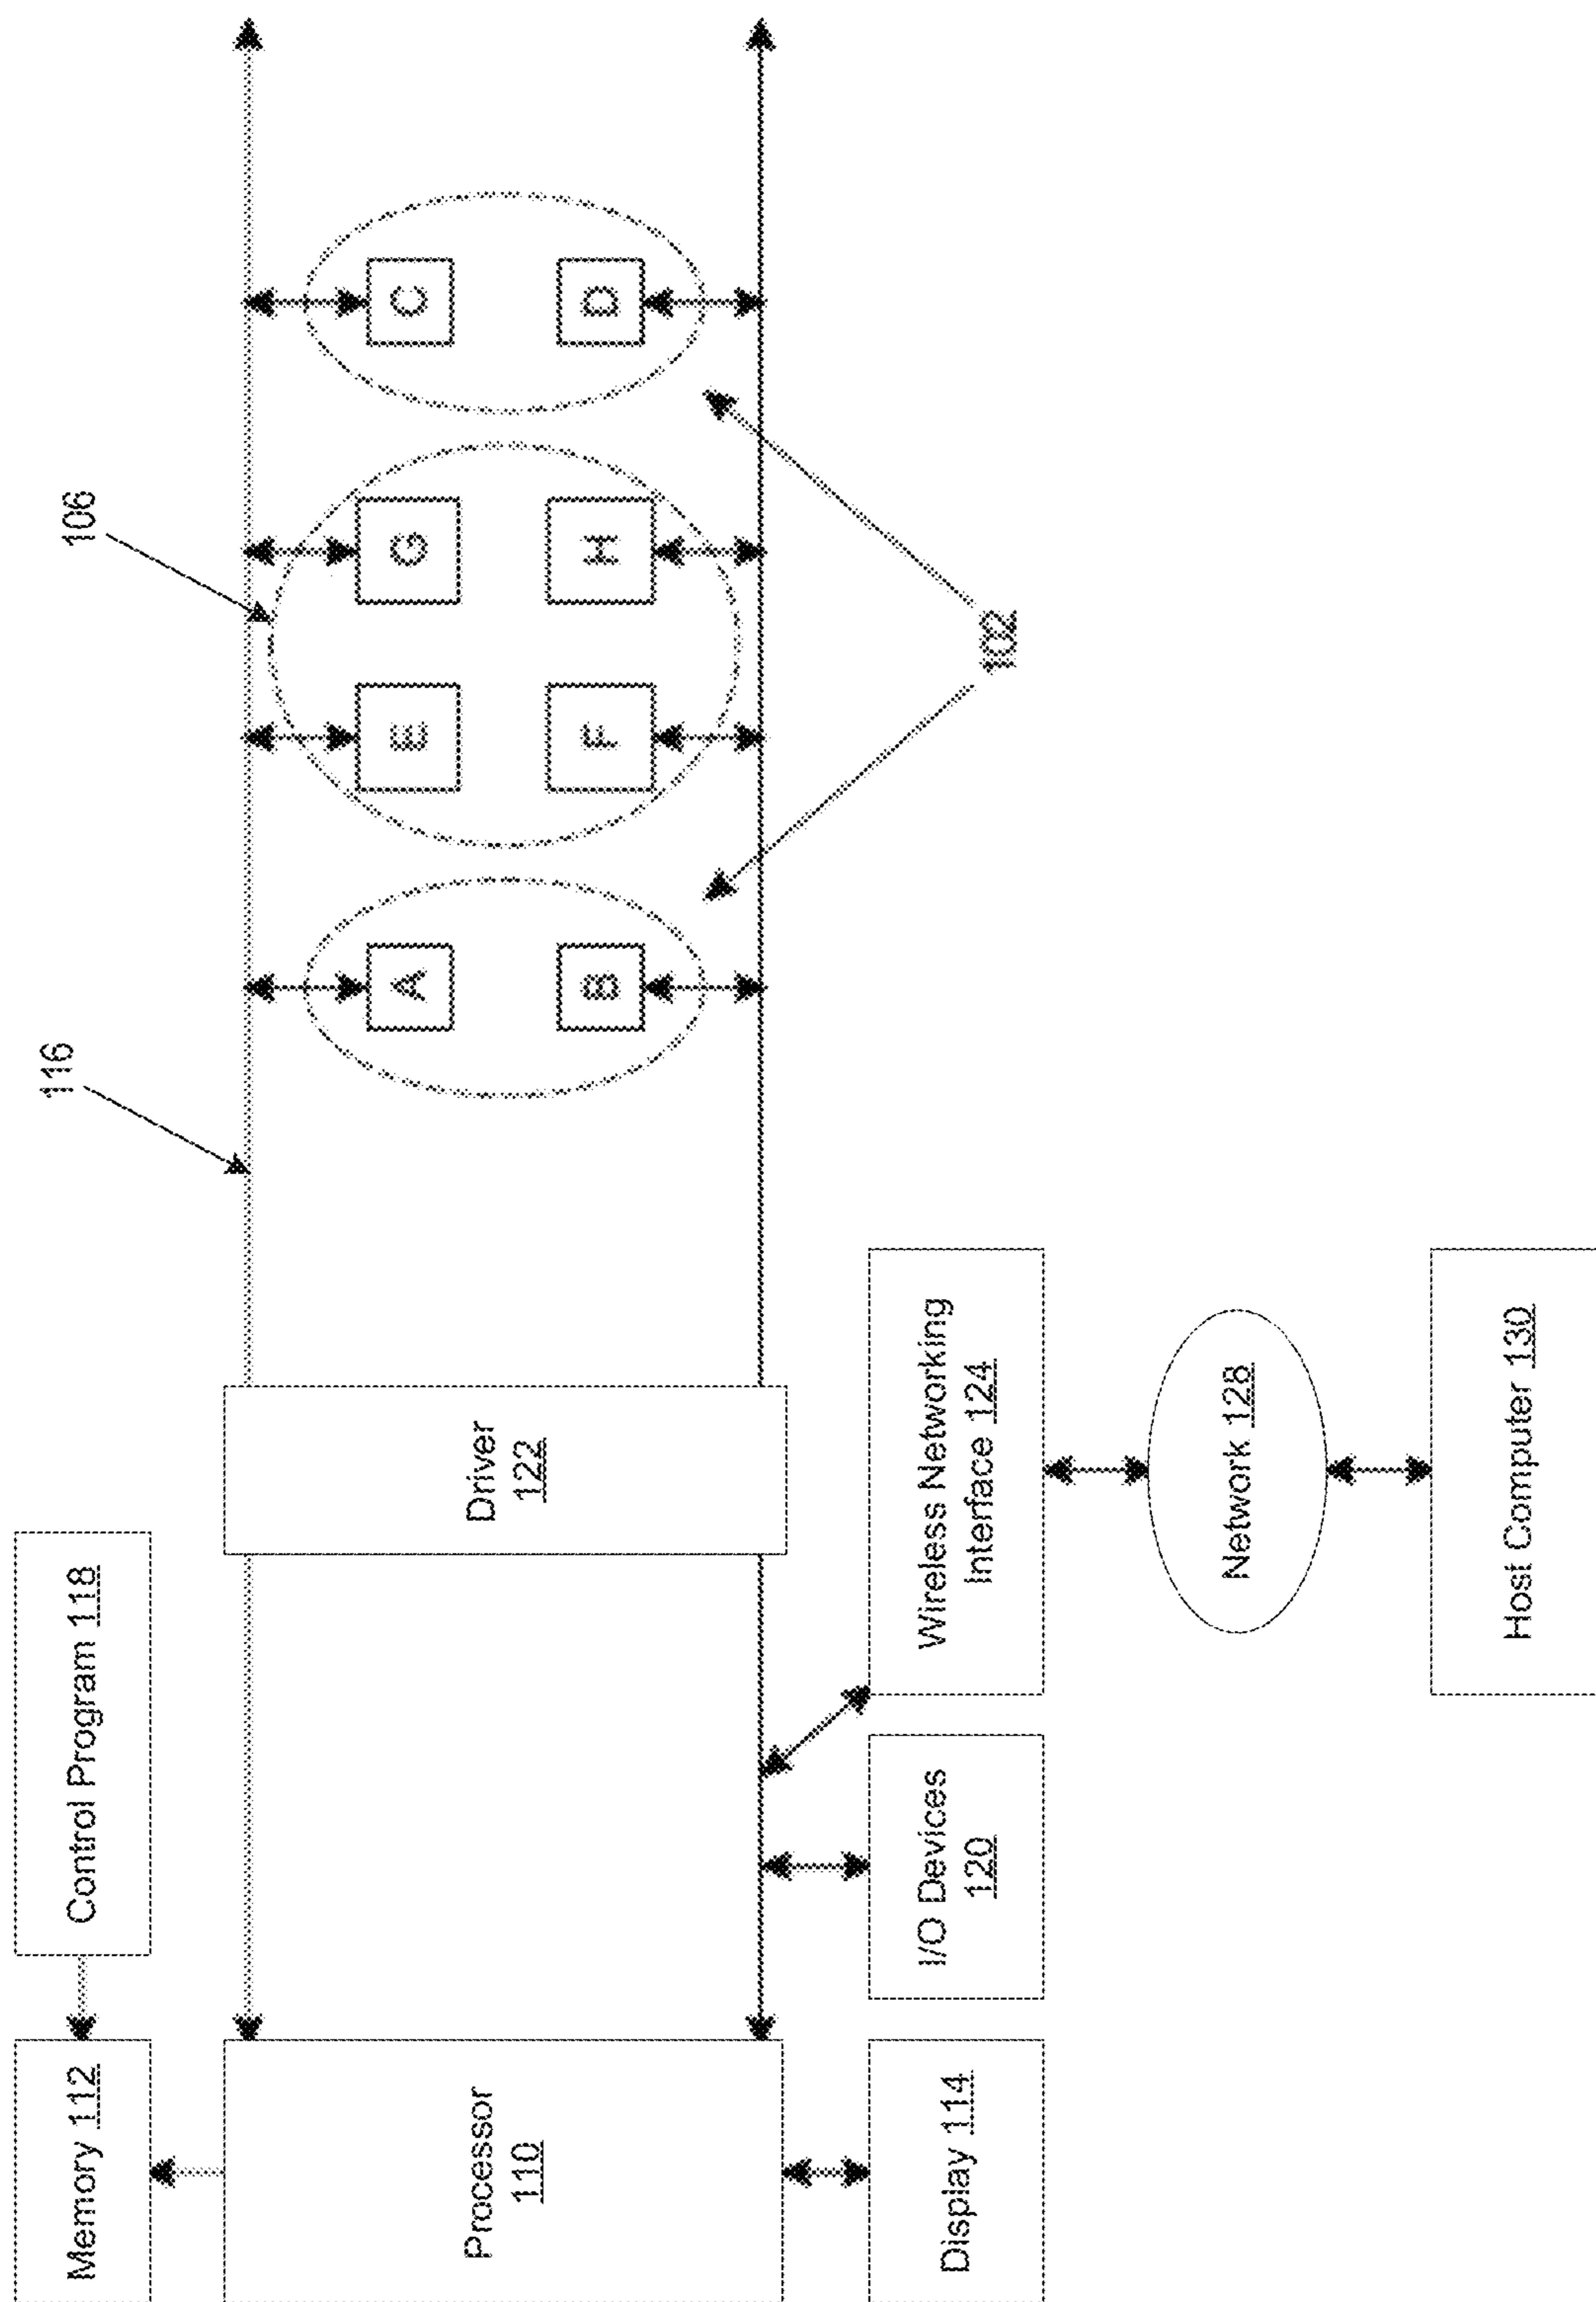 Memory 112
Control Program 118
116
106
Processor
110
Driver
122
A
E
G
C
B
F
H
D
102
Display 114
I/O Devices
120
Wireless Networking
Interface 124
Network 128
Host Computer 130